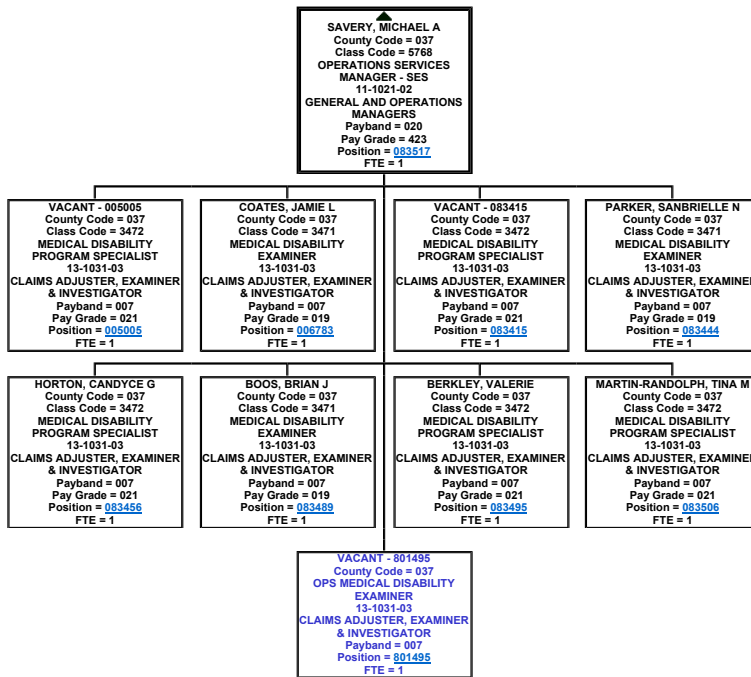 SAVERY, MICHAEL A
County Code = 037
Class Code = 5768
OPERATIONS SERVICES
MANAGER - SES
11-1021-02
GENERAL AND OPERATIONS
MANAGERS
Payband = 020
Pay Grade = 423
Position = 083517
FTE = 1
VACANT - 005005
County Code = 037
Class Code = 3472
MEDICAL DISABILITY
PROGRAM SPECIALIST
13-1031-03
CLAIMS ADJUSTER, EXAMINER
& INVESTIGATOR
Payband = 007
Pay Grade = 021
Position = 005005
FTE = 1
COATES, JAMIE L
County Code = 037
Class Code = 3471
MEDICAL DISABILITY
EXAMINER
13-1031-03
CLAIMS ADJUSTER, EXAMINER
& INVESTIGATOR
Payband = 007
Pay Grade = 019
Position = 006783
FTE = 1
VACANT - 083415
County Code = 037
Class Code = 3472
MEDICAL DISABILITY
PROGRAM SPECIALIST
13-1031-03
CLAIMS ADJUSTER, EXAMINER
& INVESTIGATOR
Payband = 007
Pay Grade = 021
Position = 083415
FTE = 1
PARKER, SANBRIELLE N
County Code = 037
Class Code = 3471
MEDICAL DISABILITY
EXAMINER
13-1031-03
CLAIMS ADJUSTER, EXAMINER
& INVESTIGATOR
Payband = 007
Pay Grade = 019
Position = 083444
FTE = 1
HORTON, CANDYCE G
County Code = 037
Class Code = 3472
MEDICAL DISABILITY
PROGRAM SPECIALIST
13-1031-03
CLAIMS ADJUSTER, EXAMINER
& INVESTIGATOR
Payband = 007
Pay Grade = 021
Position = 083456
FTE = 1
BOOS, BRIAN J
County Code = 037
Class Code = 3471
MEDICAL DISABILITY
EXAMINER
13-1031-03
CLAIMS ADJUSTER, EXAMINER
& INVESTIGATOR
Payband = 007
Pay Grade = 019
Position = 083489
FTE = 1
BERKLEY, VALERIE
County Code = 037
Class Code = 3472
MEDICAL DISABILITY
PROGRAM SPECIALIST
13-1031-03
CLAIMS ADJUSTER, EXAMINER
& INVESTIGATOR
Payband = 007
Pay Grade = 021
Position = 083495
FTE = 1
MARTIN-RANDOLPH, TINA M
County Code = 037
Class Code = 3472
MEDICAL DISABILITY
PROGRAM SPECIALIST
13-1031-03
CLAIMS ADJUSTER, EXAMINER
& INVESTIGATOR
Payband = 007
Pay Grade = 021
Position = 083506
FTE = 1
VACANT - 801495
County Code = 037
OPS MEDICAL DISABILITY
EXAMINER
13-1031-03
CLAIMS ADJUSTER, EXAMINER
& INVESTIGATOR
Payband = 007
Position = 801495
FTE = 1